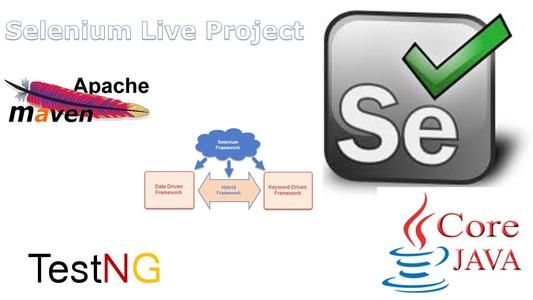 Selenium Live Project
Apache
maven
Se
Selenium
Framework
Data Driven
Framework
Hybrid
Framework
Keyword Driven
Framework
Core
JAVA
TestNG